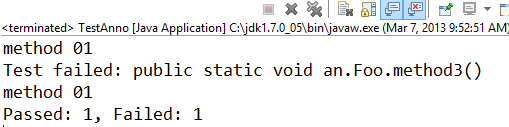 <terminated> TestAnno [Java Application] C:\jdk1.7.0_05\bin\javaw.exe (Mar 7, 2013 9:52:51 AM)
method 01
Test failed: public static void an.Foo.method3()
method 01
Passed: 1, Failed: 1